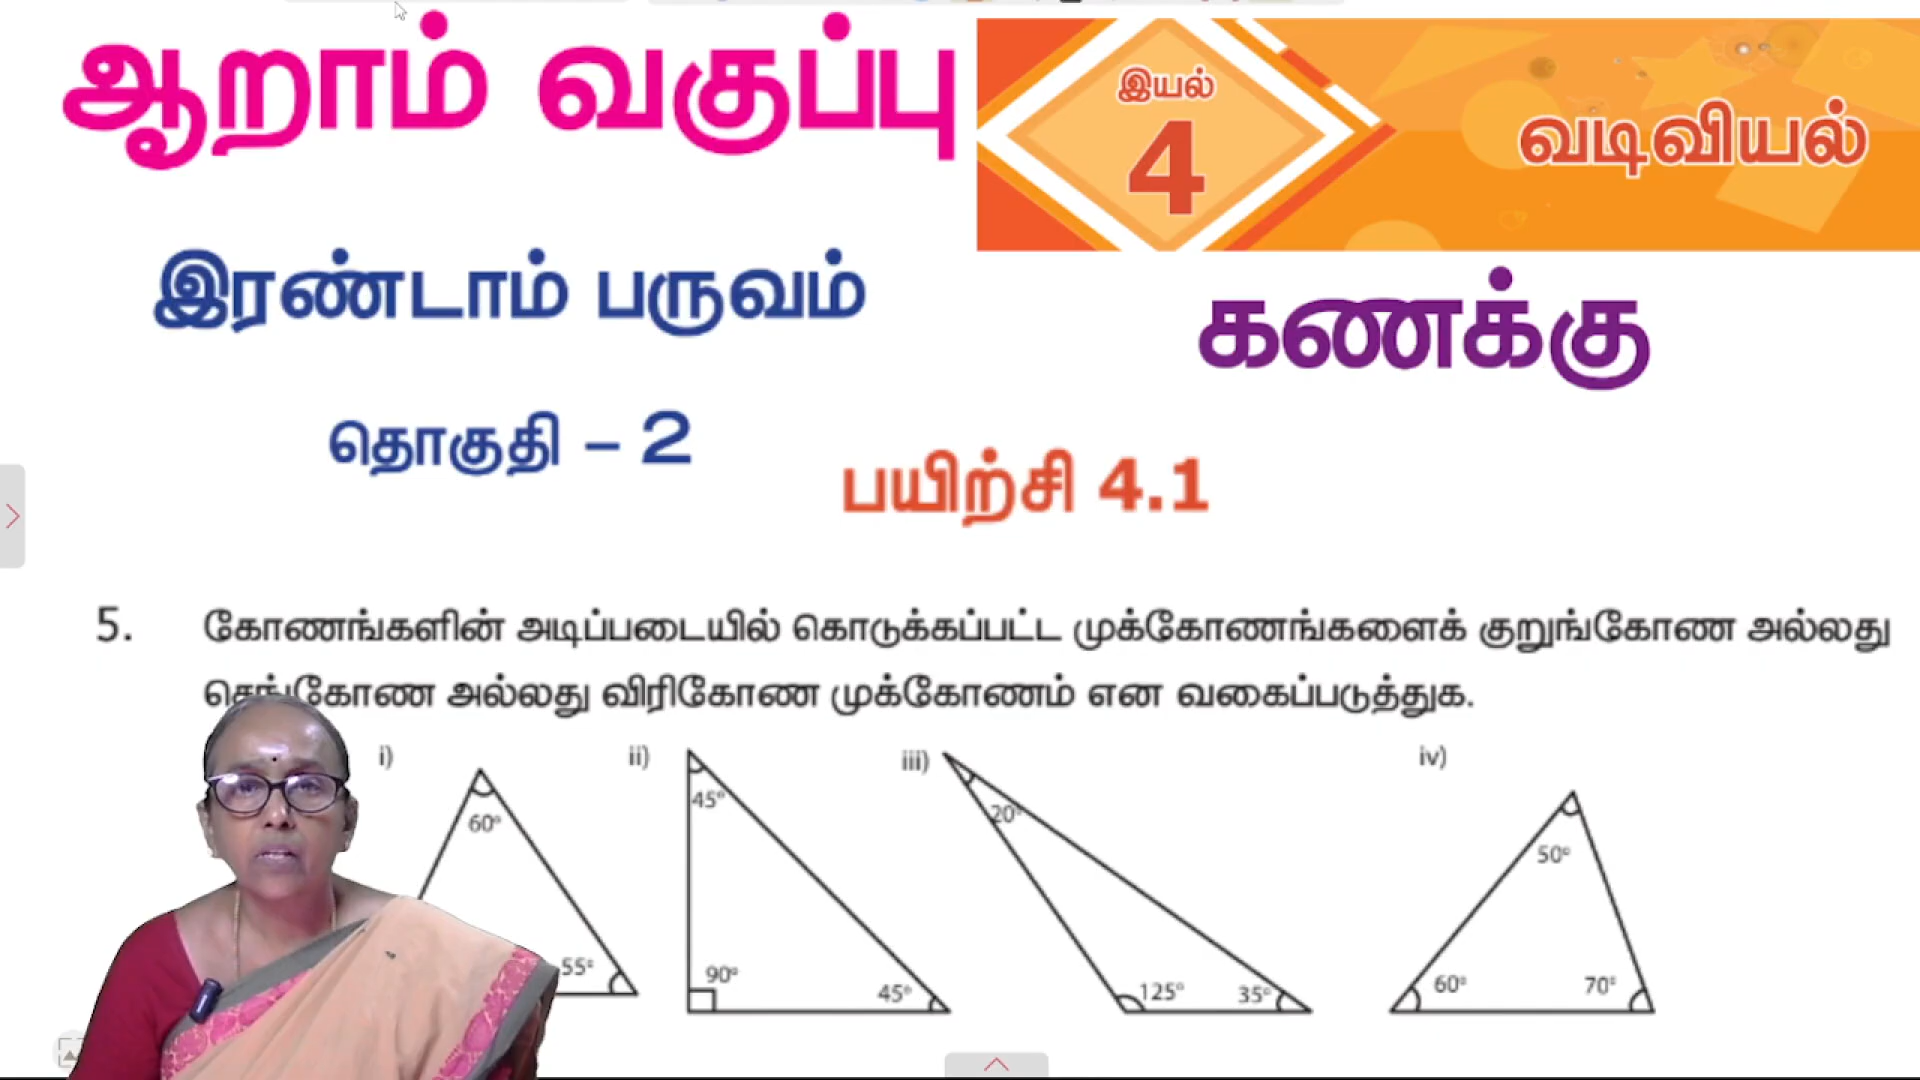 ஆறாம் வகுப்பு
இயல்
4
வடிவியல்
இரண்டாம் பருவம்
கணக்கு
தொகுதி – 2
பயிற்சி 4.1
5. கோணங்களின் அடிப்படையில் கொடுக்கப்பட்ட முக்கோணங்களைக் குறுங்கோண அல்லது
செங்கோண அல்லது விரிகோண முக்கோணம் என வகைப்படுத்துக.
i)
60°
55°
ii)
45°
90°
45°
iii)
20°
125°
35°
iv)
50°
60°
70°